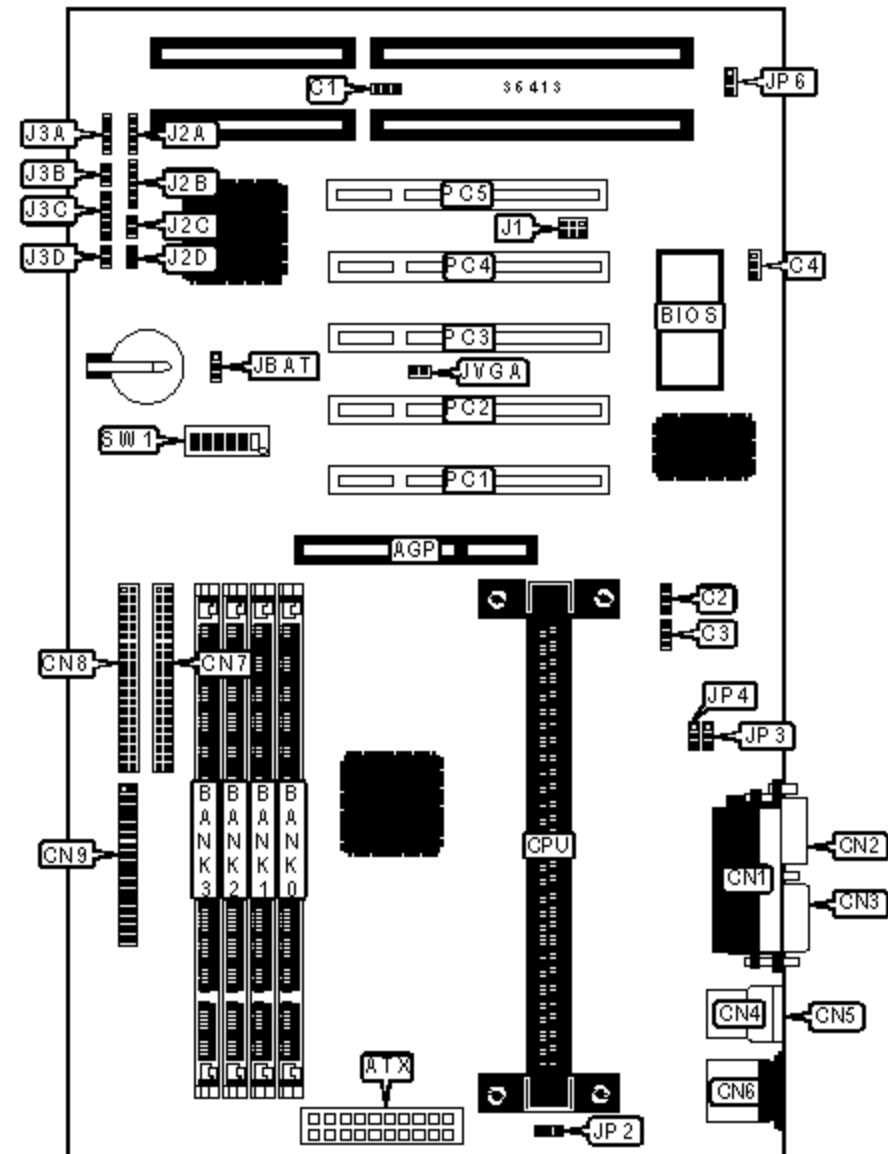 C1
36413
JP6
J3A
J2A
J3B
J2B
J3C
J2C
J3D
J2D
PC5
J1
PC4
C4
BIOS
PC3
JBAT
JVGA
PC2
SW1
PC1
AGP
C2
C3
CN8
CN7
JP4
JP3
BANK3
BANK2
BANK1
BANK0
CPU
CN2
CN9
CN1
CN3
CN4
CN5
ATX
CN6
JP2